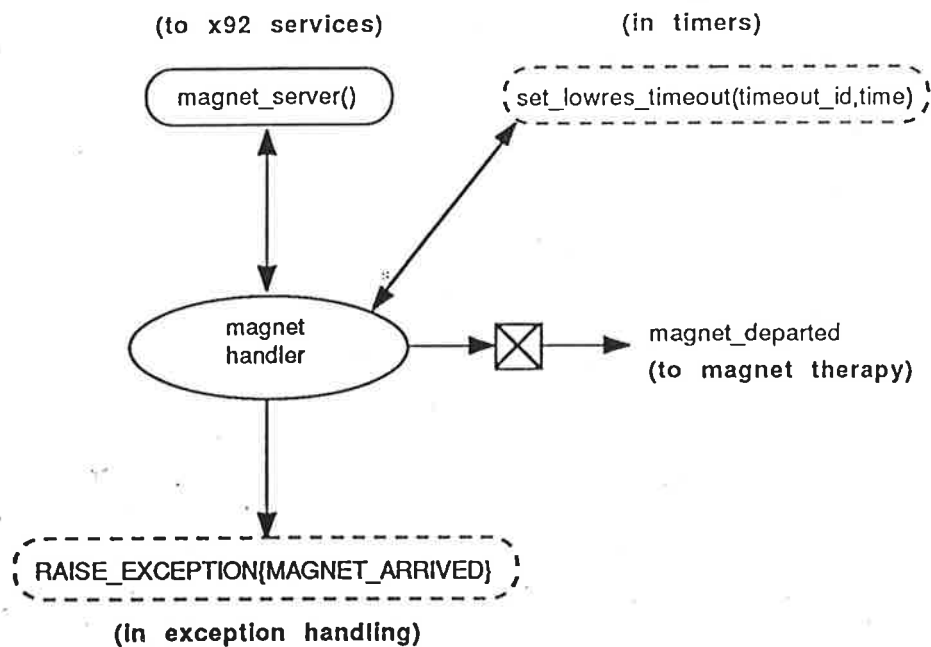 (to x92 services)
(in timers)
magnet_server()
set_lowres_timeout(timeout_id,time)
magnet
handler
magnet_departed
(to magnet therapy)
RAISE_EXCEPTION{MAGNET_ARRIVED}
(in exception handling)